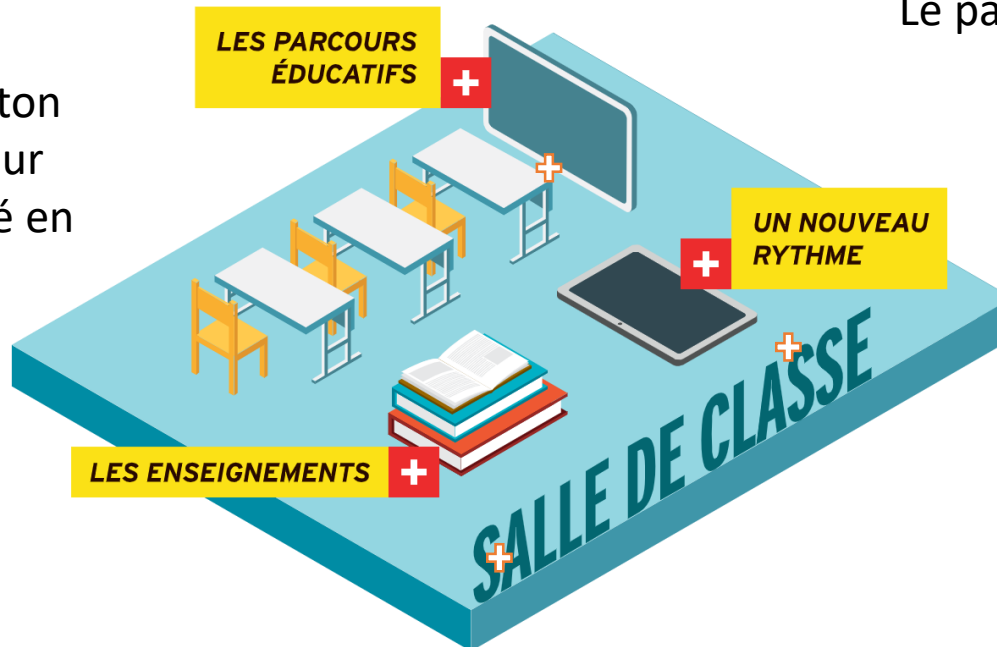 Le pa
LES PARCOURS
ÉDUCATIFS
ton
ur
é en
UN NOUVEAU
RYTHME
LES ENSEIGNEMENTS
SALLE DE CLASSE